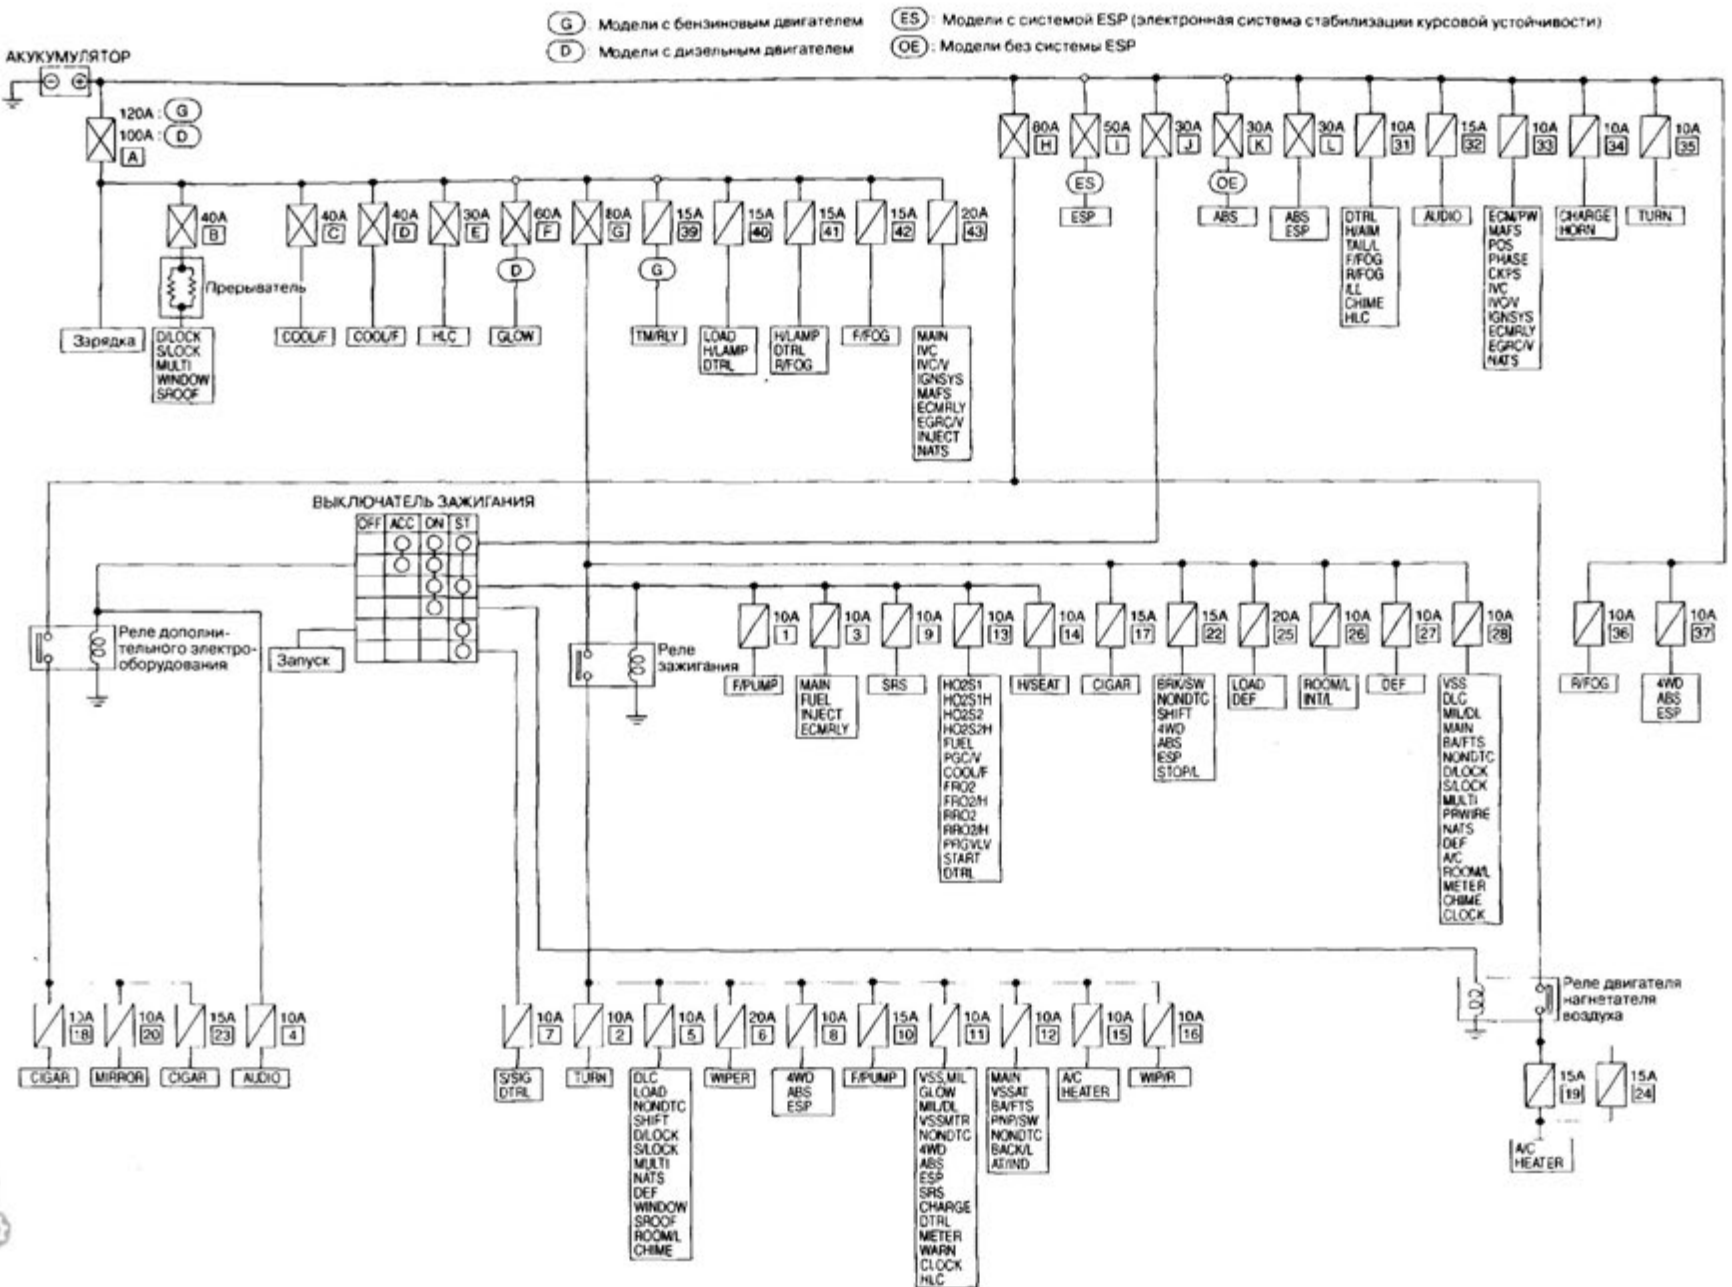 G : Модели с бензиновым двигателем
ES : Модели с системой ESP (электронная система стабилизации курсовой устойчивости)
D : Модели с дизельным двигателем
OE : Модели без системы ESP
АКУКУМУЛЯТОР
120A : G
100A : D
A
60A H
50A I
30A J
30A K
30A L
10A 31
15A 32
10A 33
10A 34
10A 35
ES
OE
ESP
ABS
ABS
ESP
DTRL
H/AIM
TAIL/L
F/FOG
R/FOG
CHIME
HLC
AUDIO
ECM/PW
MAFS
POS
PHASE
CKPS
IVC
IVC/V
IGNSYS
ECMRLY
EGRC/V
NATS
CHARGE
HORN
TURN
40A B
40A C
40A D
30A E
60A F
80A G
15A 39
15A 40
15A 41
15A 42
20A 43
D
G
Прерыватель
Зарядка
D/LOCK
S/LOCK
MULTI
WINDOW
SROOF
COOL/F
COOL/F
HLC
GLOW
TM/RLY
LOAD
H/LAMP
DTRL
H/LAMP
DTRL
R/FOG
F/FOG
MAIN
IVC
IVC/V
IGNSYS
MAFS
ECMRLY
EGRC/V
INJECT
NATS
ВЫКЛЮЧАТЕЛЬ ЗАЖИГАНИЯ
OFF ACC ON ST
Реле дополни-
тельного электро-
оборудования
Запуск
Реле
зажигания
10A 1
10A 3
10A 9
10A 13
10A 14
15A 17
15A 22
20A 25
10A 26
10A 27
10A 28
10A 36
10A 37
F/PUMP
MAIN
FUEL
INJECT
ECMRLY
SRS
HO2S1
HO2S1H
HO2S2
HO2S2H
FUEL
PGC/V
COOL/F
FRO2
FRO2/H
RRO2
RRO2/H
PRGVLV
START
DTRL
H/SEAT
CIGAR
BRK/SW
NONDTC
SHIFT
4WD
ABS
ESP
STOP/L
LOAD
DEF
ROOM/L
INT/L
DEF
VSS
DLC
MIL/DL
MAIN
BA/FTS
NONDTC
D/LOCK
S/LOCK
MULTI
PRWIRE
NATS
DEF
A/C
ROOM/L
METER
CHIME
CLOCK
R/FOG
4WD
ABS
ESP
Реле двигателя
нагнетателя
воздуха
10A 18
10A 20
15A 23
10A 4
10A 7
10A 2
10A 5
20A 6
10A 8
15A 10
10A 11
10A 12
10A 15
10A 16
15A 19
15A 24
CIGAR
MIRROR
CIGAR
AUDIO
S/SIG
DTRL
TURN
DLC
LOAD
NONDTC
SHIFT
D/LOCK
S/LOCK
MULTI
NATS
DEF
WINDOW
SROOF
ROOM/L
CHIME
WIPER
4WD
ABS
ESP
F/PUMP
VSS,MIL
GLOW
MIL/DL
VSSMTR
NONDTC
4WD
ABS
ESP
SRS
CHARGE
DTRL
METER
WARN
CLOCK
HLC
MAIN
VSSAT
BA/FTS
PNP/SW
NONDTC
BACK/L
AT/IND
A/C
HEATER
WIP/R
A/C
HEATER